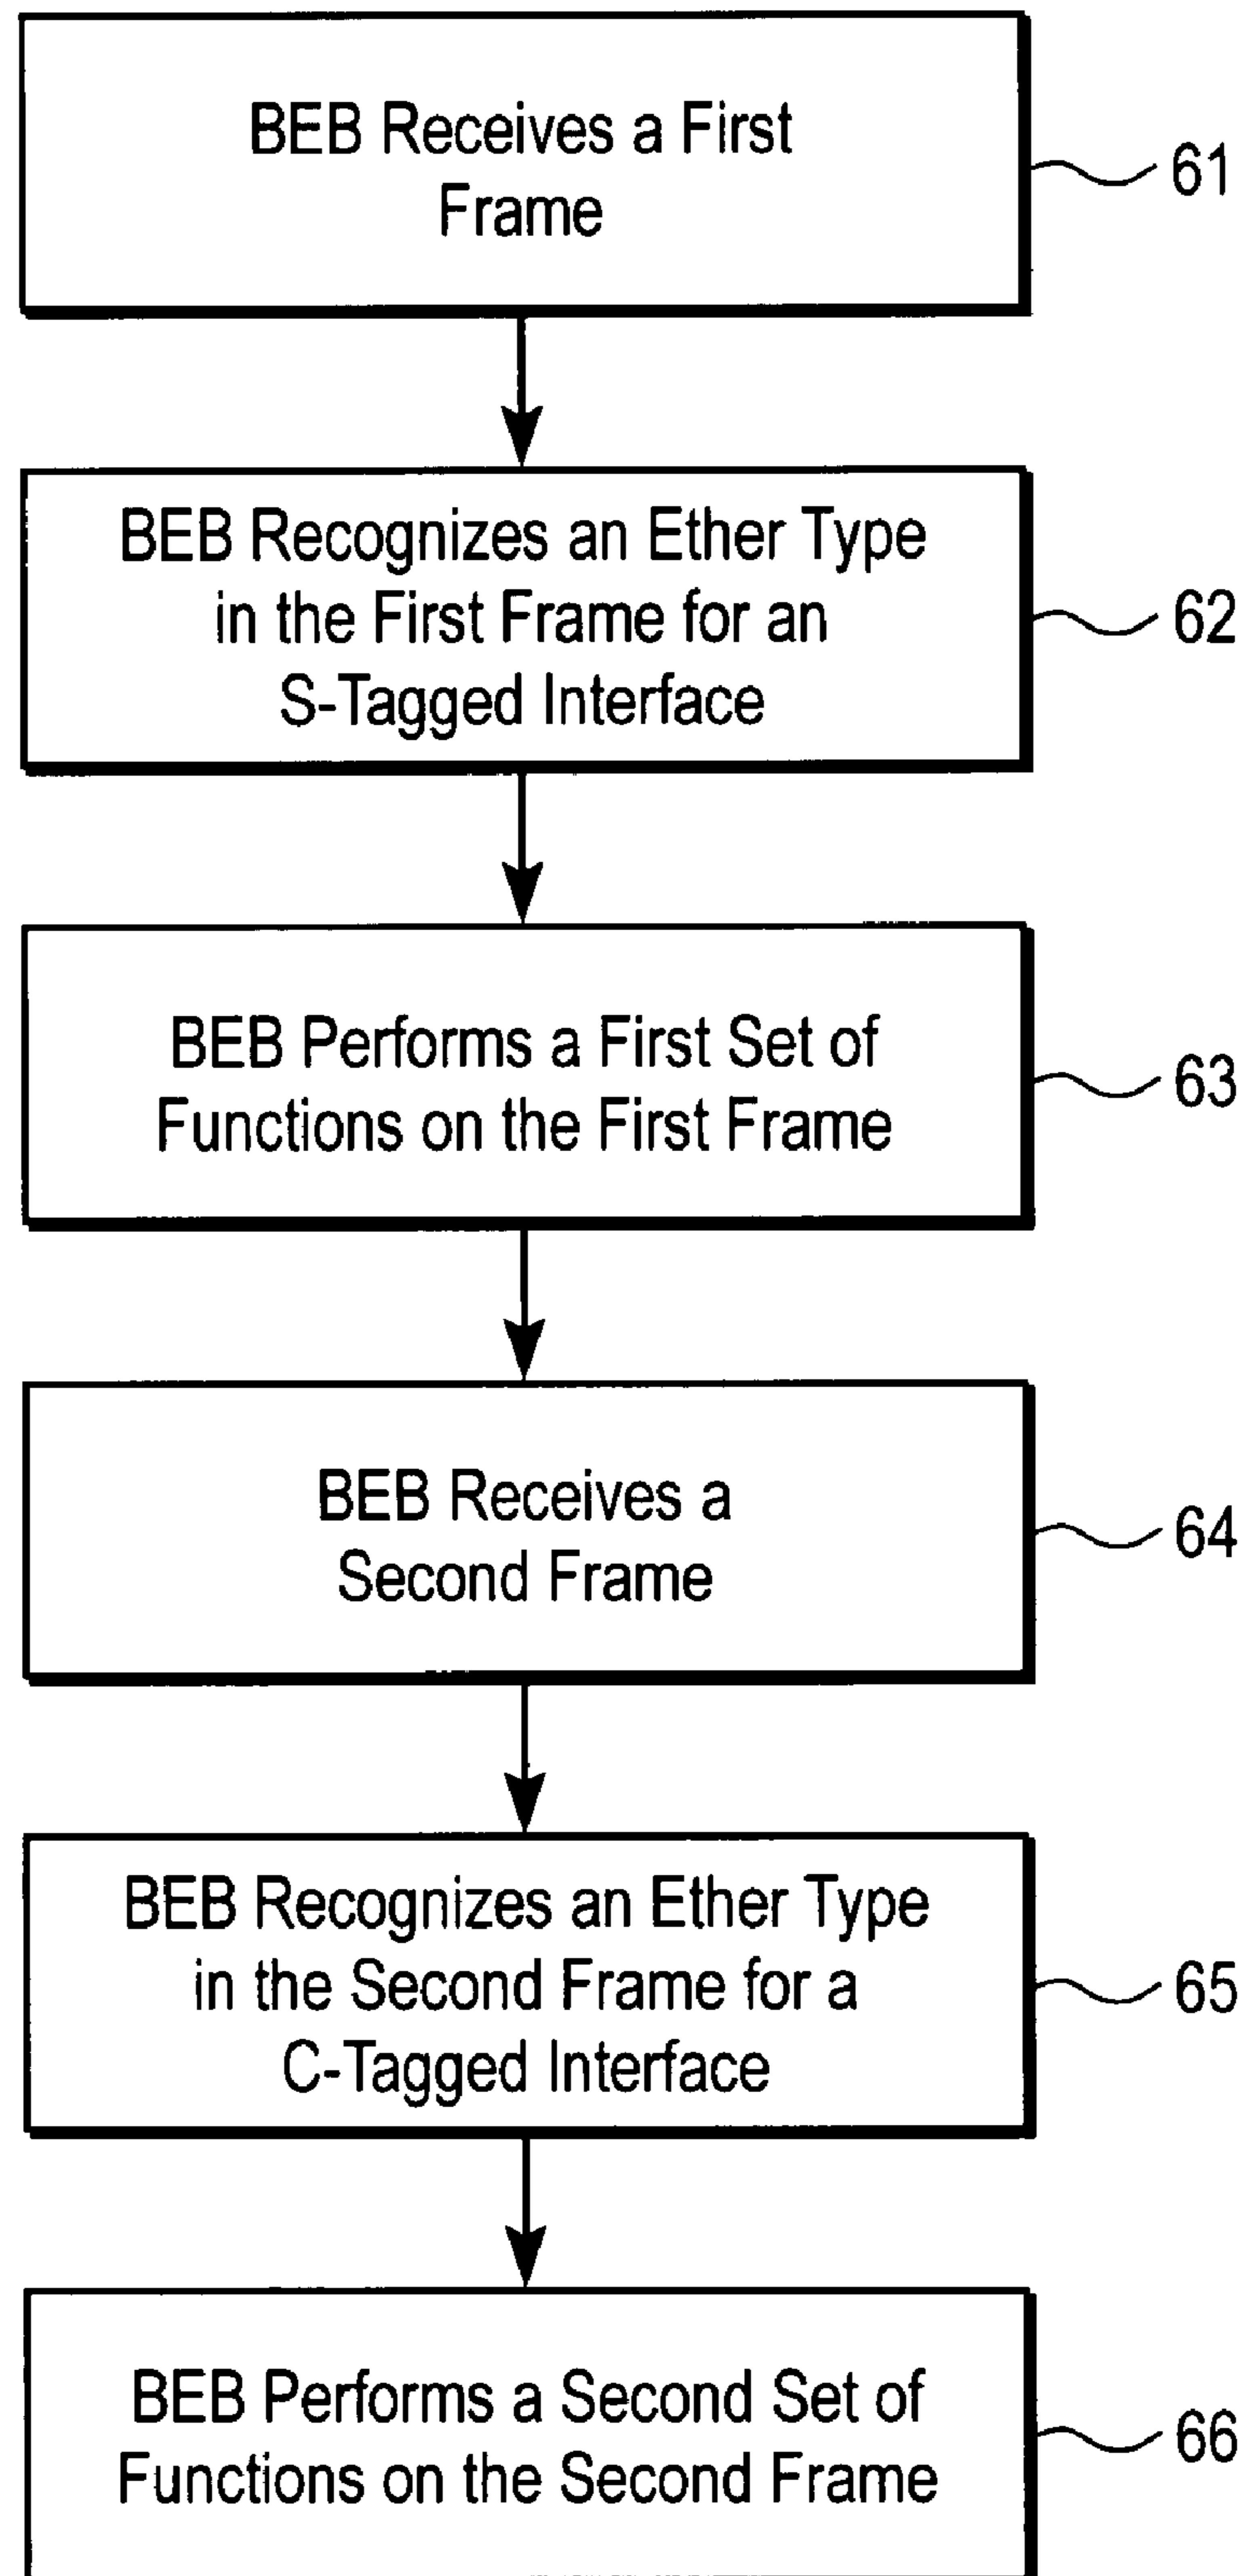 BEB Receives a First
Frame
61
BEB Recognizes an Ether Type
in the First Frame for an
S-Tagged Interface
62
BEB Performs a First Set of
Functions on the First Frame
63
BEB Receives a
Second Frame
64
BEB Recognizes an Ether Type
in the Second Frame for a
C-Tagged Interface
65
BEB Performs a Second Set of
Functions on the Second Frame
66